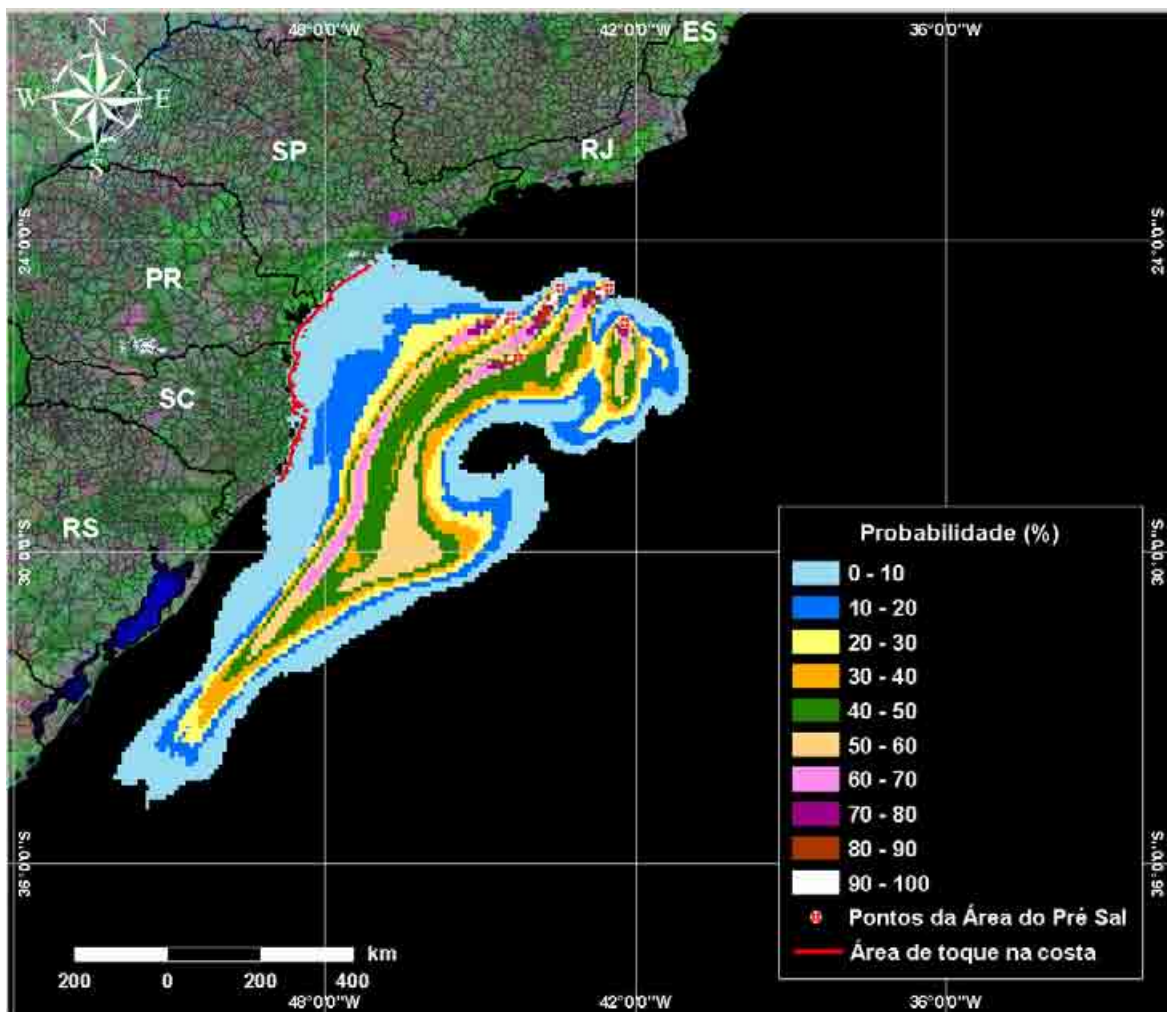 48°0'0"W
42°0'0"W
36°0'0"W
N
W
E
S
ES
SP
RJ
24°0'0"S
24°0'0"S
PR
SC
RS
30°0'0"S
30°0'0"S
Probabilidade (%)
0 - 10
10 - 20
20 - 30
30 - 40
40 - 50
50 - 60
60 - 70
70 - 80
80 - 90
90 - 100
Pontos da Área do Pré Sal
Área de toque na costa
36°0'0"S
36°0'0"S
km
200
0
200
400
48°0'0"W
42°0'0"W
36°0'0"W